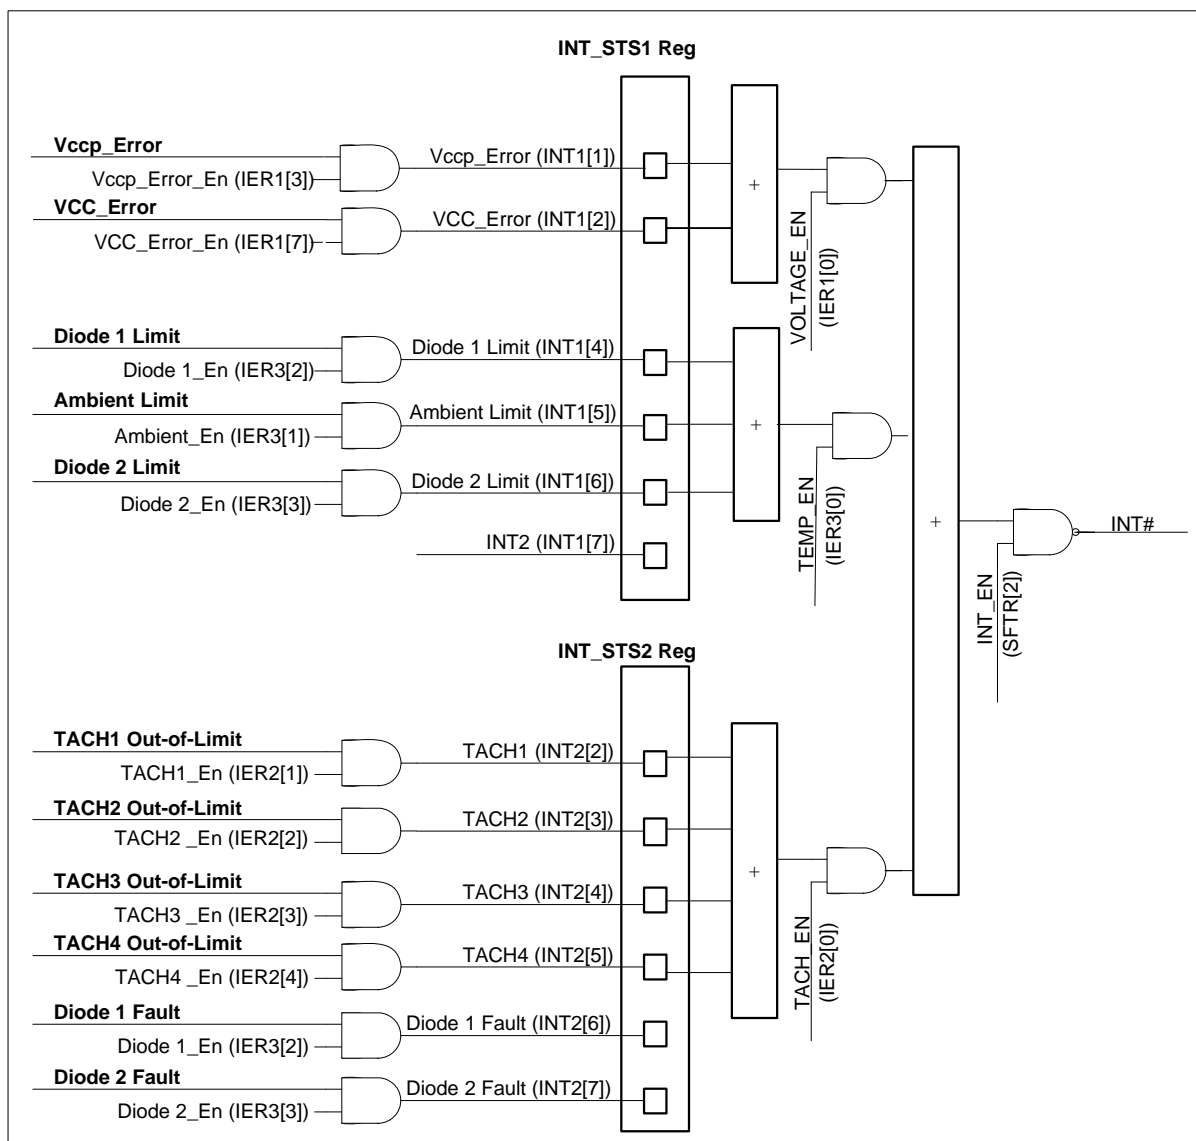 INT_STS1 Reg
Vccp_Error
Vccp_Error_En (IER1[3])
Vccp_Error (INT1[1])
VCC_Error
VCC_Error_En (IER1[7])
VCC_Error (INT1[2])
+
VOLTAGE_EN
(IER1[0])
Diode 1 Limit
Diode 1_En (IER3[2])
Diode 1 Limit (INT1[4])
Ambient Limit
Ambient_En (IER3[1])
Ambient Limit (INT1[5])
Diode 2 Limit
Diode 2_En (IER3[3])
Diode 2 Limit (INT1[6])
INT2 (INT1[7])
+
TEMP_EN
(IER3[0])
+
INT#
INT_EN
(SFTR[2])
INT_STS2 Reg
TACH1 Out-of-Limit
TACH1_En (IER2[1])
TACH1 (INT2[2])
TACH2 Out-of-Limit
TACH2 _En (IER2[2])
TACH2 (INT2[3])
TACH3 Out-of-Limit
TACH3 _En (IER2[3])
TACH3 (INT2[4])
TACH4 Out-of-Limit
TACH4 _En (IER2[4])
TACH4 (INT2[5])
+
TACH_EN
(IER2[0])
Diode 1 Fault
Diode 1_En (IER3[2])
Diode 1 Fault (INT2[6])
Diode 2 Fault
Diode 2_En (IER3[3])
Diode 2 Fault (INT2[7])